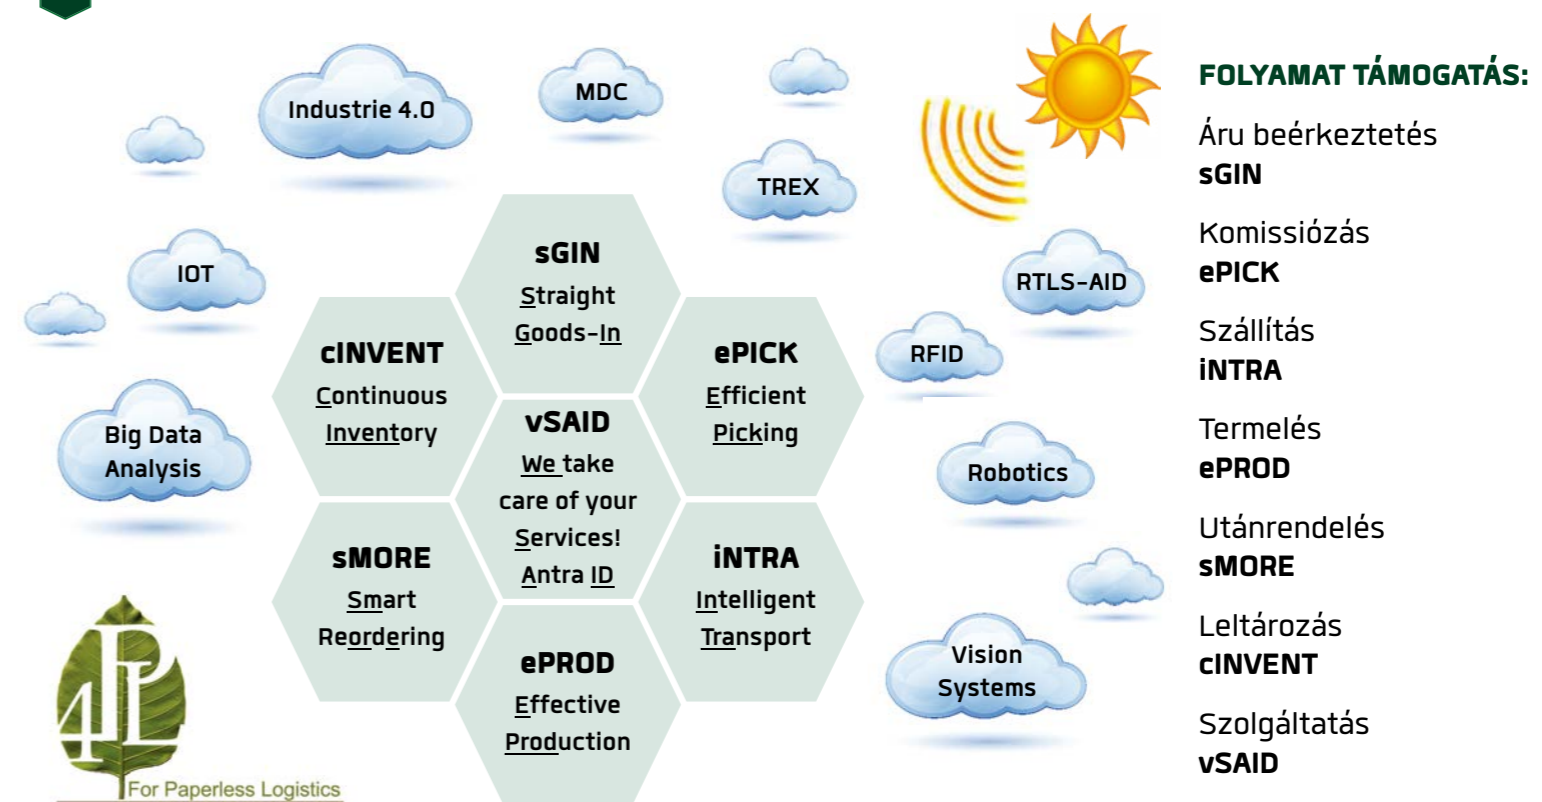 Industrie 4.0
MDC
TREX
IOT
RTLS-AID
RFID
Big Data
Analysis
Robotics
Vision
Systems
sGIN
Straight
Goods-In
cINVENT
Continuous
Inventory
ePICK
Efficient
Picking
vSAID
We take
care of your
Services!
Antra ID
sMORE
Smart
Reordering
iNTRA
Intelligent
Transport
ePROD
Effective
Production
4PL
For Paperless Logistics
FOLYAMAT TÁMOGATÁS:
Áru beérkeztetés
sGIN
Komissiózás
ePICK
Szállítás
iNTRA
Termelés
ePROD
Utánrendelés
sMORE
Leltározás
cINVENT
Szolgáltatás
vSAID